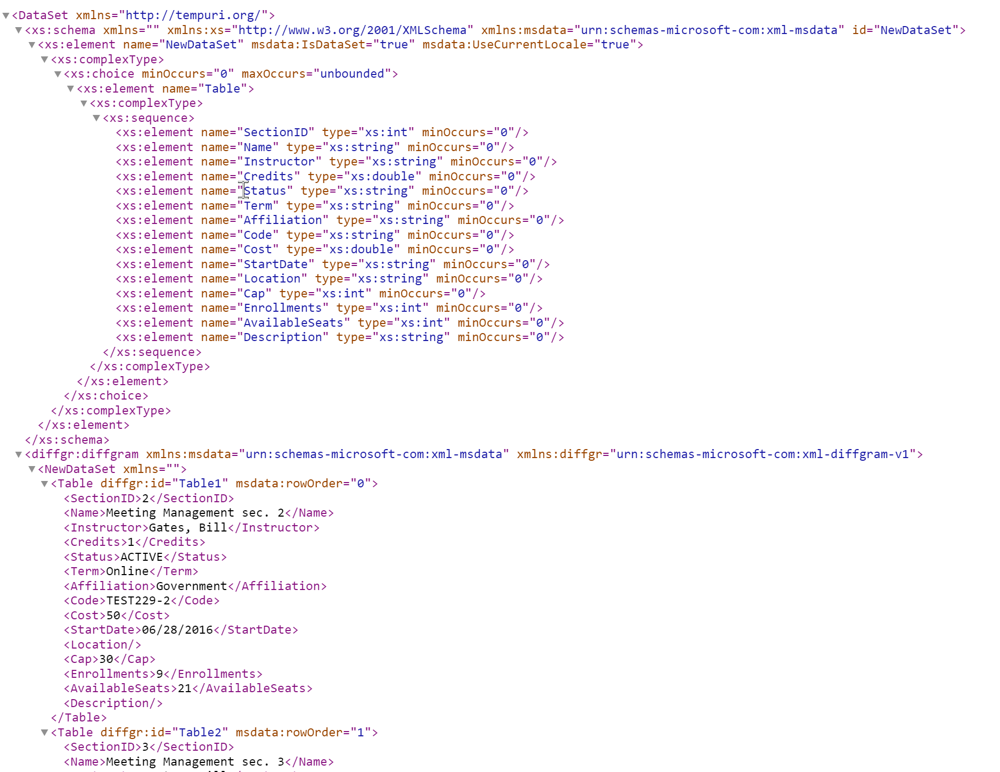 ▼<DataSet xmlns="http://tempuri.org/">
▼<xs:schema xmlns="" xmlns:xs="http://www.w3.org/2001/XMLSchema" xmlns:msdata="urn:schemas-microsoft-com:xml-msdata" id="NewDataSet">
▼<xs:element name="NewDataSet" msdata:IsDataSet="true" msdata:UseCurrentLocale="true">
▼<xs:complexType>
▼<xs:choice minOccurs="0" maxOccurs="unbounded">
▼<xs:element name="Table">
▼<xs:complexType>
▼<xs:sequence>
<xs:element name="SectionID" type="xs:int" minOccurs="0"/>
<xs:element name="Name" type="xs:string" minOccurs="0"/>
<xs:element name="Instructor" type="xs:string" minOccurs="0"/>
<xs:element name="Credits" type="xs:double" minOccurs="0"/>
<xs:element name="Status" type="xs:string" minOccurs="0"/>
<xs:element name="Term" type="xs:string" minOccurs="0"/>
<xs:element name="Affiliation" type="xs:string" minOccurs="0"/>
<xs:element name="Code" type="xs:string" minOccurs="0"/>
<xs:element name="Cost" type="xs:double" minOccurs="0"/>
<xs:element name="StartDate" type="xs:string" minOccurs="0"/>
<xs:element name="Location" type="xs:string" minOccurs="0"/>
<xs:element name="Cap" type="xs:int" minOccurs="0"/>
<xs:element name="Enrollments" type="xs:int" minOccurs="0"/>
<xs:element name="AvailableSeats" type="xs:int" minOccurs="0"/>
<xs:element name="Description" type="xs:string" minOccurs="0"/>
</xs:sequence>
</xs:complexType>
</xs:element>
</xs:choice>
</xs:complexType>
</xs:element>
</xs:schema>
▼<diffgr:diffgram xmlns:msdata="urn:schemas-microsoft-com:xml-msdata" xmlns:diffgr="urn:schemas-microsoft-com:xml-diffgram-v1">
▼<NewDataSet xmlns="">
▼<Table diffgr:id="Table1" msdata:rowOrder="0">
<SectionID>2</SectionID>
<Name>Meeting Management sec. 2</Name>
<Instructor>Gates, Bill</Instructor>
<Credits>1</Credits>
<Status>ACTIVE</Status>
<Term>Online</Term>
<Affiliation>Government</Affiliation>
<Code>TEST229-2</Code>
<Cost>50</Cost>
<StartDate>06/28/2016</StartDate>
<Location/>
<Cap>30</Cap>
<Enrollments>9</Enrollments>
<AvailableSeats>21</AvailableSeats>
<Description/>
</Table>
▼<Table diffgr:id="Table2" msdata:rowOrder="1">
<SectionID>3</SectionID>
<Name>Meeting Management sec. 3</Name>